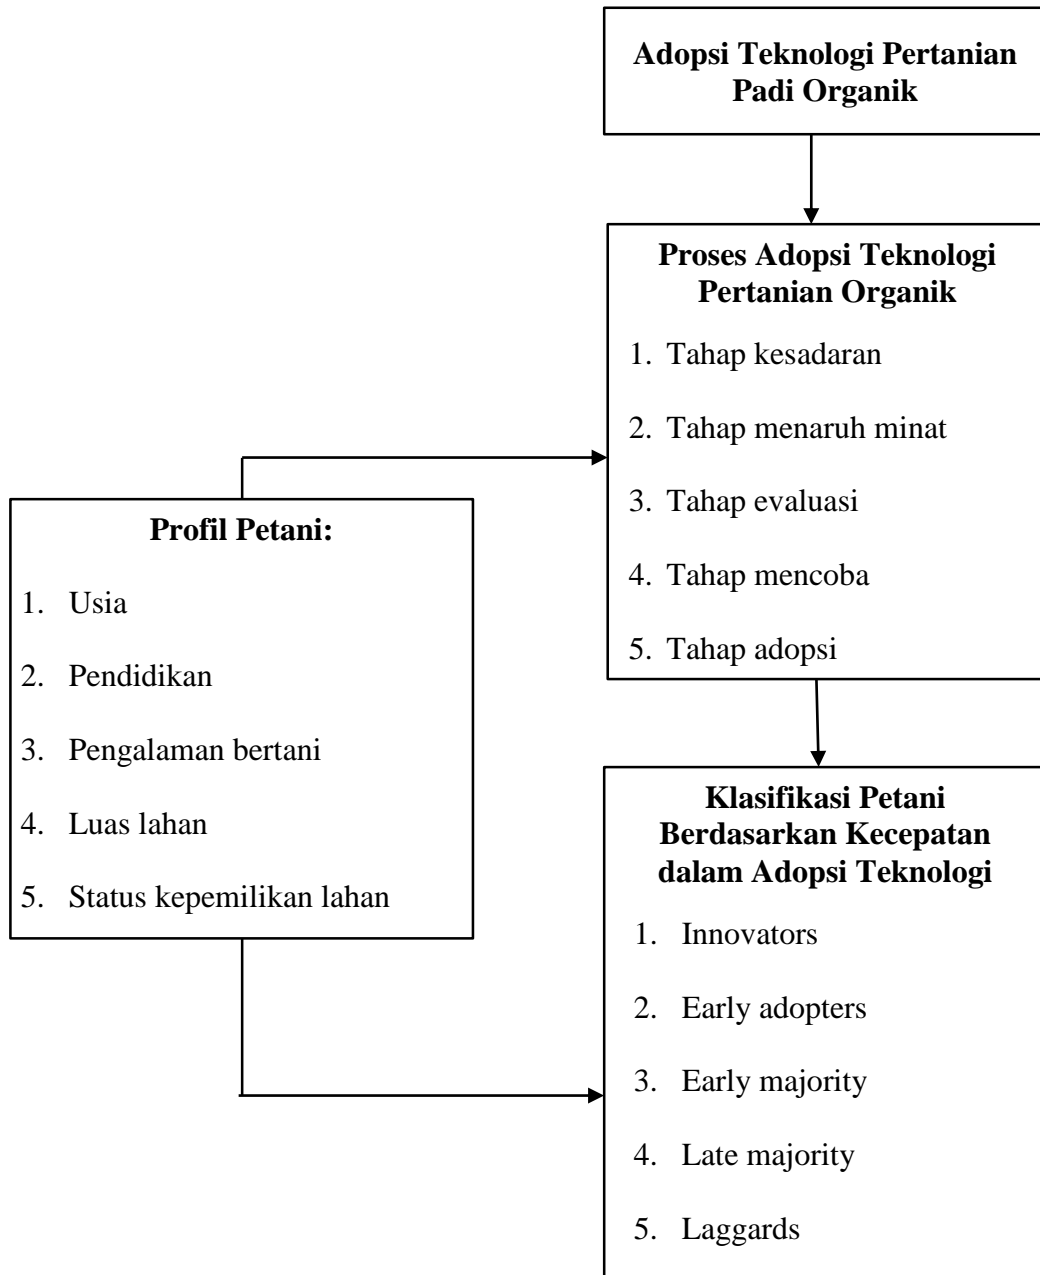 Adopsi Teknologi Pertanian
Padi Organik
Proses Adopsi Teknologi
Pertanian Organik
1. Tahap kesadaran
2. Tahap menaruh minat
3. Tahap evaluasi
4. Tahap mencoba
5. Tahap adopsi
Profil Petani:
1. Usia
2. Pendidikan
3. Pengalaman bertani
4. Luas lahan
5. Status kepemilikan lahan
Klasifikasi Petani
Berdasarkan Kecepatan
dalam Adopsi Teknologi
1. Innovators
2. Early adopters
3. Early majority
4. Late majority
5. Laggards